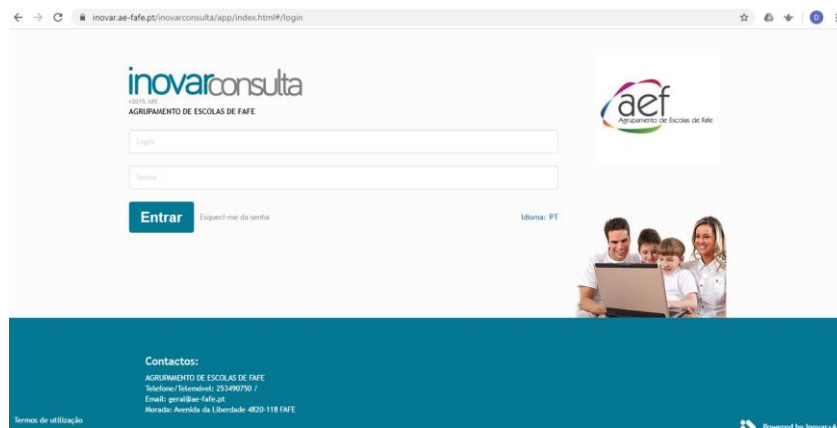 inovar.ae-fafe.pt/inovarconsulta/app/index.html#/login
D
inovarconsulta
AGRUPAMENTO DE ESCOLAS DE FAFE
aef
Agrupamento de Escolas de Fafe
Login
Senha
Entrar
Esqueci-me da senha
Idioma: PT
Contactos:
AGRUPAMENTO DE ESCOLAS DE FAFE
Telefone/Telemóvel: 253490750 /
Email: geral@ae-fafe.pt
Morada: Avenida da Liberdade 4820-118 FAFE
Termos de utilização
Powered by Inovar+A